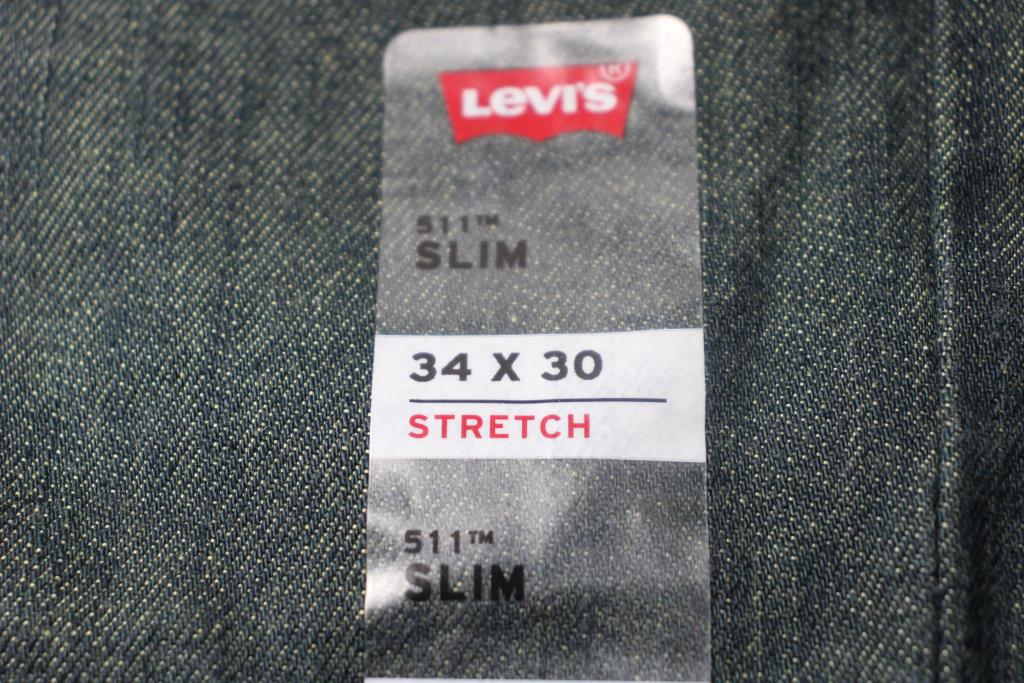 LEVI'S®
511™
SLIM
34 X 30
STRETCH
511™
SLIM